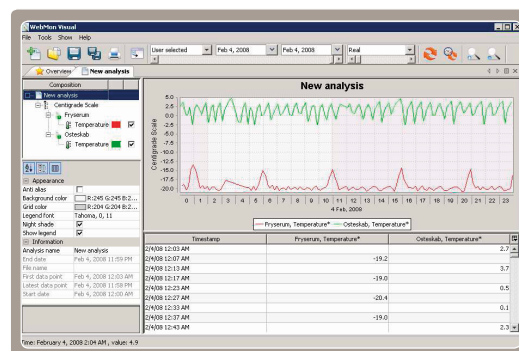 WebMon Visual
File Tools Show Help
User selected Feb 4, 2008 Feb 4, 2008 Real
Overview New analysis
Composition
New analysis
Centigrade Scale
Fryserum
Temperature
Osteskab
Temperature
Appearance
Anti alias
Background color R:245 G:245 B:2...
Grid color R:204 G:204 B:2...
Legend font Tahoma, 0, 11
Night shade
Show legend
Information
Analysis name New analysis
End date Feb 4, 2008 11:59 PM
File name
First data point Feb 4, 2008 12:03 AM
Latest data point Feb 4, 2008 11:58 PM
Start date Feb 4, 2008 12:00 AM
New analysis
Centigrade Scale
5.0
2.5
0.0
-2.5
-5.0
-7.5
-10.0
-12.5
-15.0
-17.5
-20.0
0 1 2 3 4 5 6 7 8 9 10 11 12 13 14 15 16 17 18 19 20 21 22 23
4 Feb, 2009
Fryserum, Temperature* Osteskab, Temperature*
Timestamp Fryserum, Temperature* Osteskab, Temperature*
2/4/08 12:03 AM 2.7
2/4/08 12:07 AM -19.2
2/4/08 12:13 AM 3.7
2/4/08 12:17 AM -19.0
2/4/08 12:23 AM 0.5
2/4/08 12:27 AM -20.4
2/4/08 12:33 AM 0.1
2/4/08 12:37 AM -19.0
2/4/08 12:43 AM 2.3
Time: February 4, 2008 2:04 AM , value: 4.9